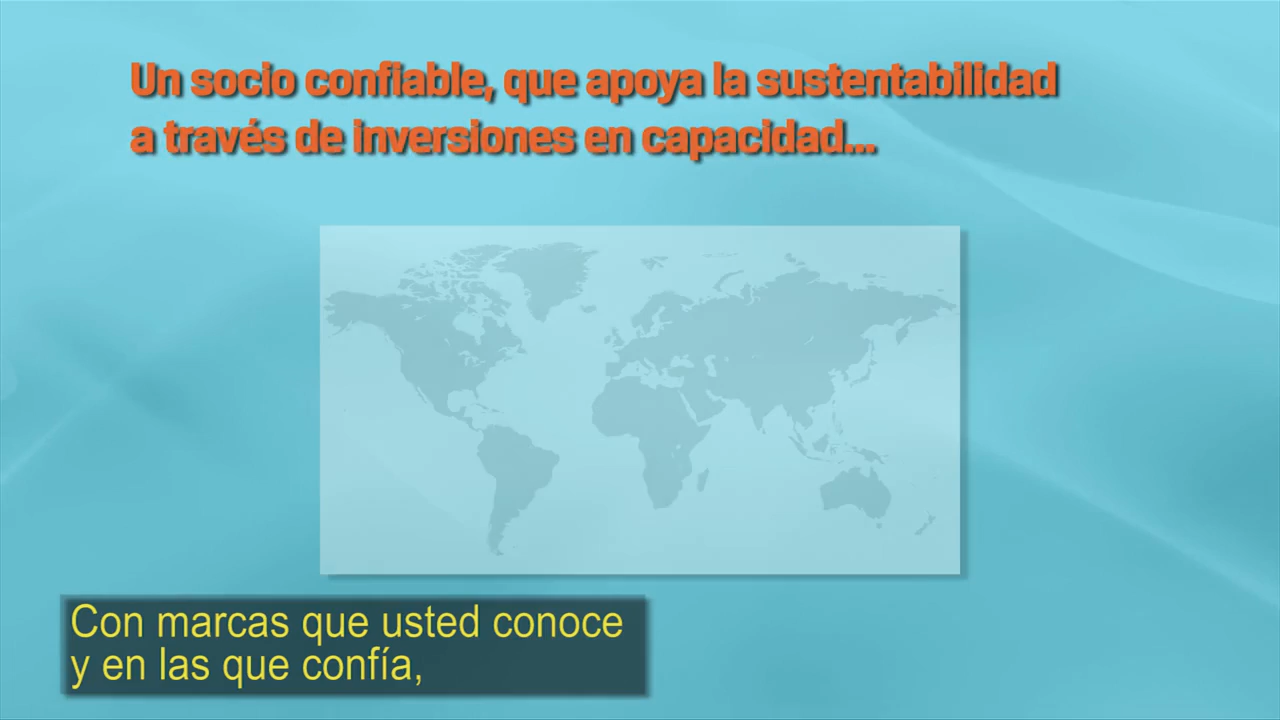 Un socio confiable, que apoya la sustentabilidad
a través de inversiones en capacidad...
Con marcas que usted conoce
y en las que confía,